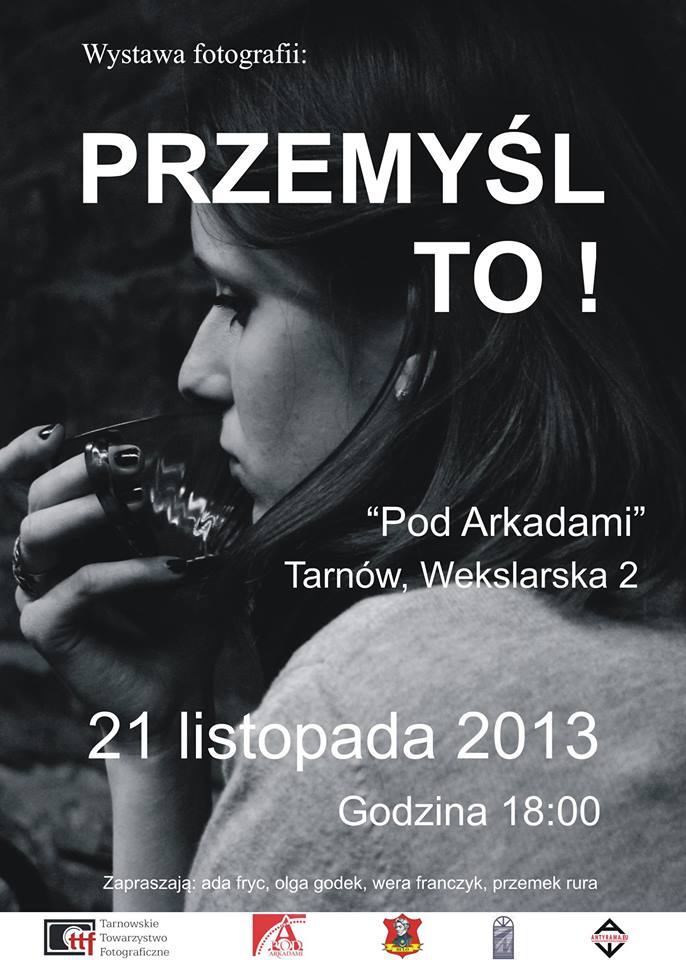 Wystawa fotografii:
PRZEMYŚL
TO !
“Pod Arkadami”
Tarnów, Wekslarska 2
21 listopada 2013
Godzina 18:00
Zapraszają: ada fryc, olga godek, wera franczyk, przemek rura
ttf
Tarnowskie
Towarzystwo
Fotograficzne
POD
ARKADAMI
ANTYRAMA.EU